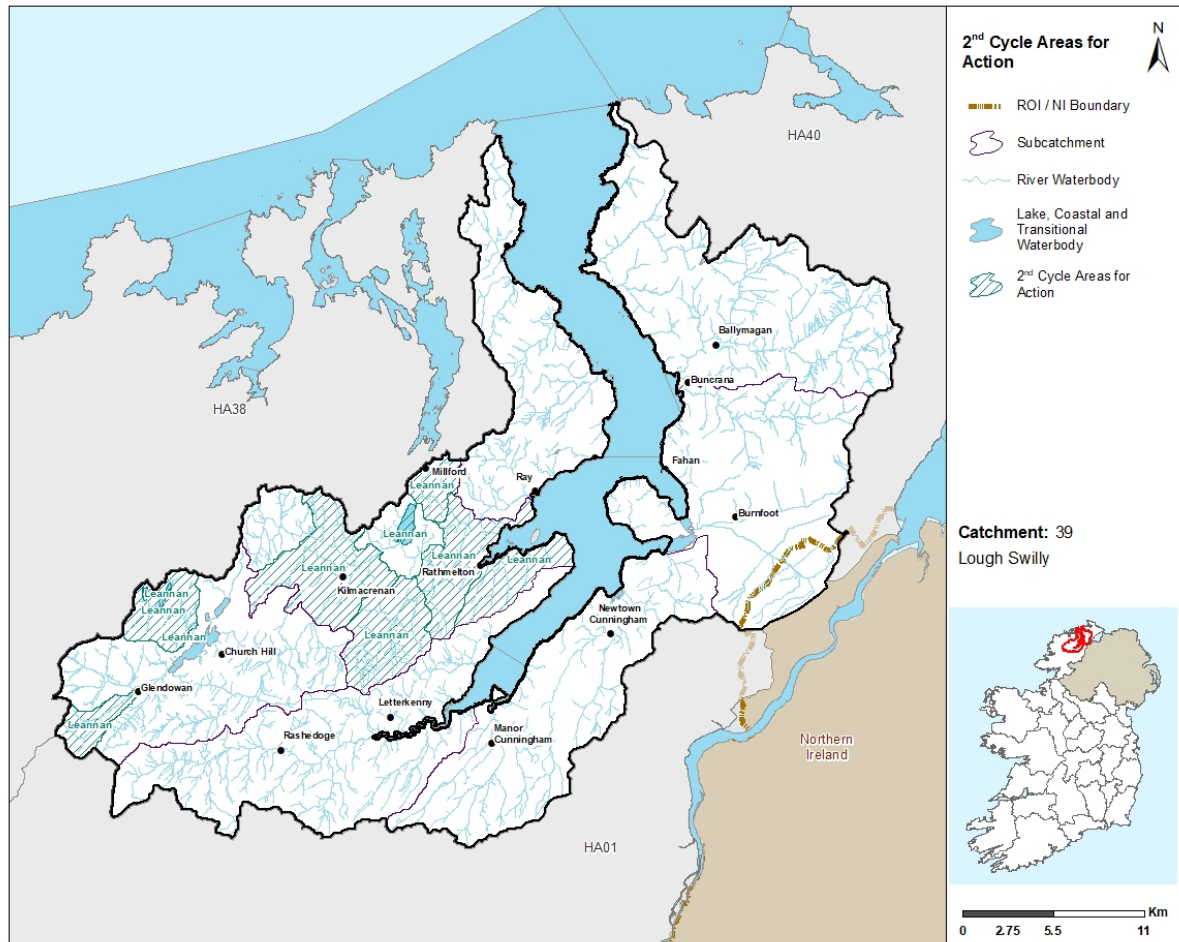 HA40
HA38
Ballymagan
Buncrana
Fahan
Burnfoot
Millford
Leannan
Ray
Leannan
Leannan
Rathmelton
Leannan
Leannan
Kilmacrenan
Leannan
Leannan
Leannan
Leannan
Church Hill
Glendowan
Leannan
Newtown
Cunningham
Letterkenny
Rashedoge
Manor
Cunningham
HA01
Northern
Ireland
2nd Cycle Areas for
Action
N
ROI / NI Boundary
Subcatchment
River Waterbody
Lake, Coastal and
Transitional
Waterbody
2nd Cycle Areas for
Action
Catchment: 39
Lough Swilly
Km
0 2.75 5.5 11